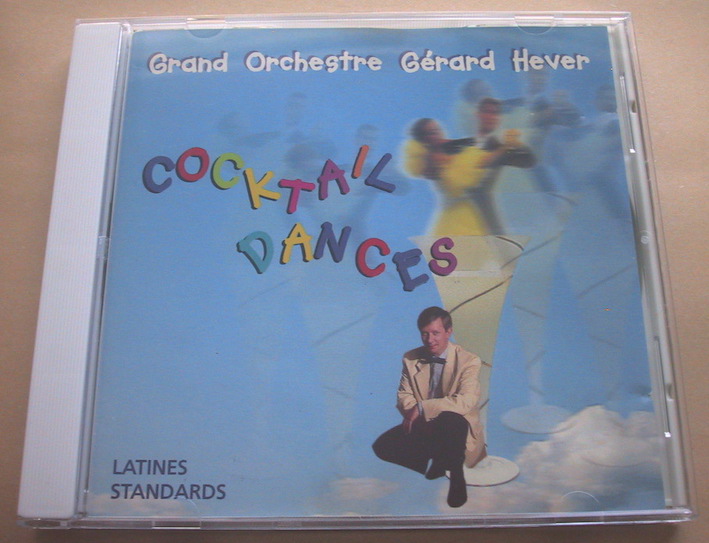 Grand Orchestre Gérard Hever
COCKTAIL
DANCES
LATINES
STANDARDS